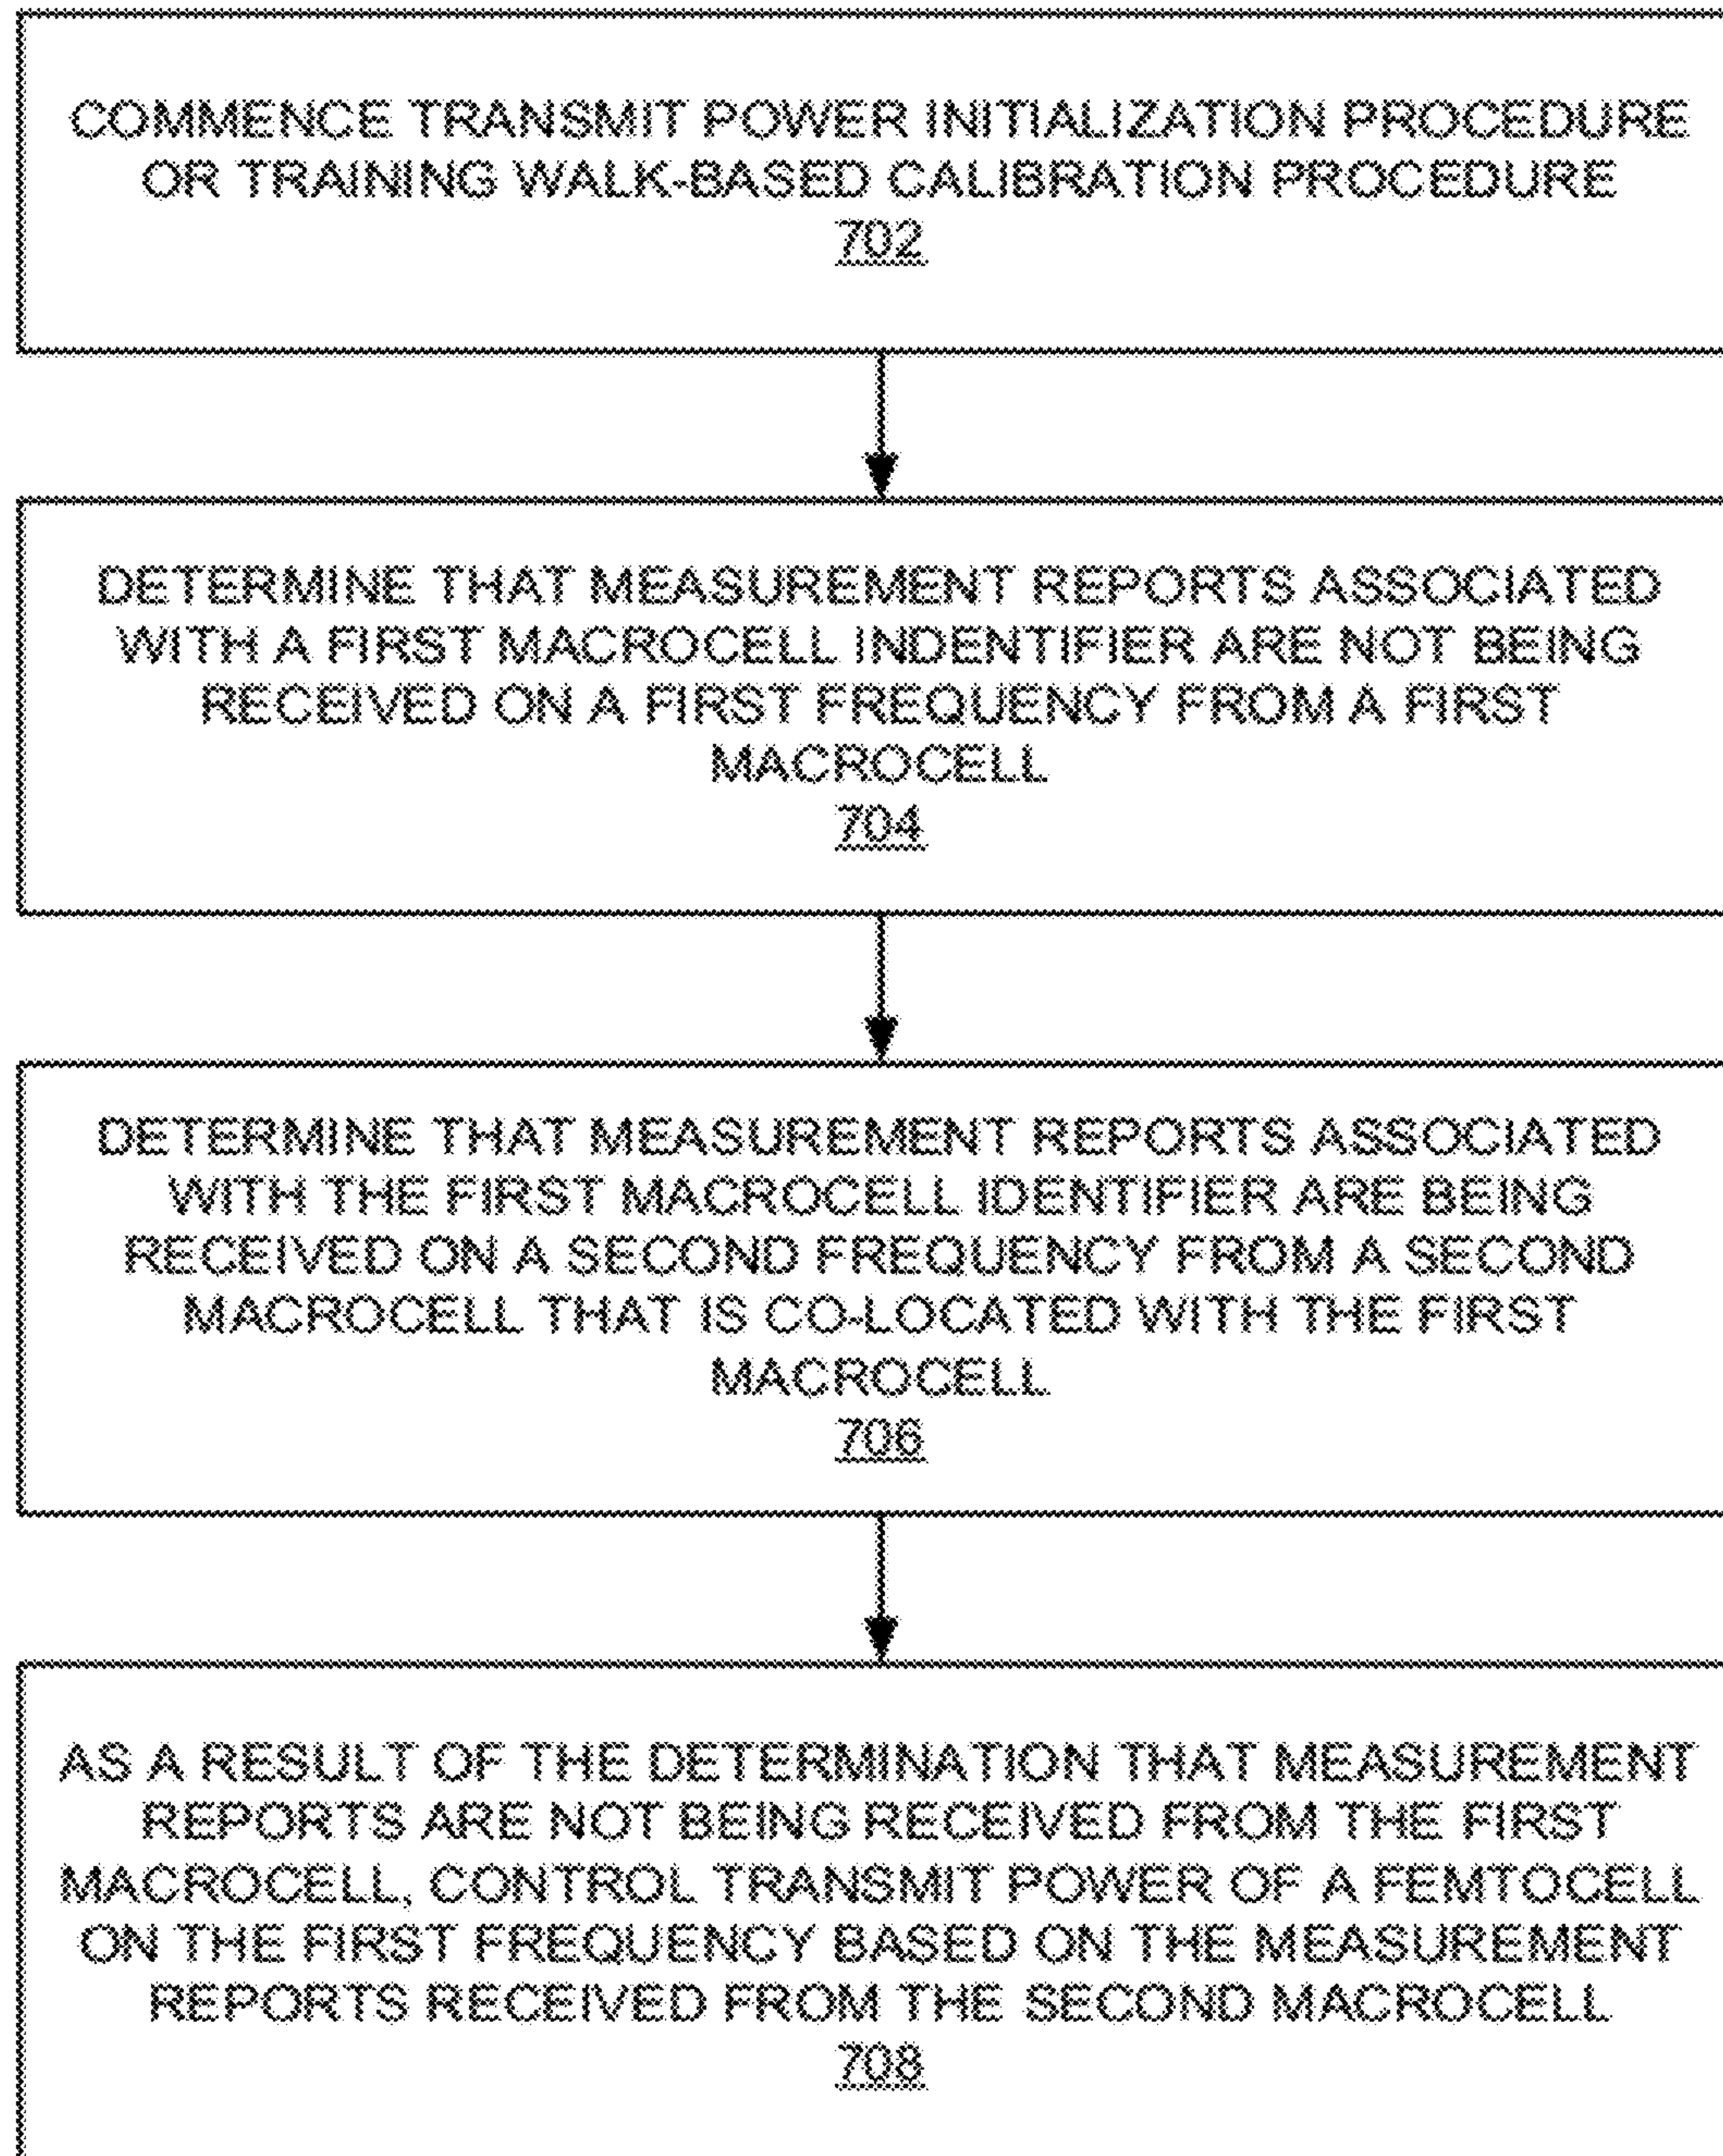 COMMENCE TRANSMIT POWER INITIALIZATION PROCEDURE
OR TRAINING WALK-BASED CALIBRATION PROCEDURE
702
DETERMINE THAT MEASUREMENT REPORTS ASSOCIATED
WITH A FIRST MACROCELL INDENTIFIER ARE NOT BEING
RECEIVED ON A FIRST FREQUENCY FROM A FIRST
MACROCELL
704
DETERMINE THAT MEASUREMENT REPORTS ASSOCIATED
WITH THE FIRST MACROCELL IDENTIFIER ARE BEING
RECEIVED ON A SECOND FREQUENCY FROM A SECOND
MACROCELL THAT IS CO-LOCATED WITH THE FIRST
MACROCELL
706
AS A RESULT OF THE DETERMINATION THAT MEASUREMENT
REPORTS ARE NOT BEING RECEIVED FROM THE FIRST
MACROCELL, CONTROL TRANSMIT POWER OF A FEMTOCELL
ON THE FIRST FREQUENCY BASED ON THE MEASUREMENT
REPORTS RECEIVED FROM THE SECOND MACROCELL
708